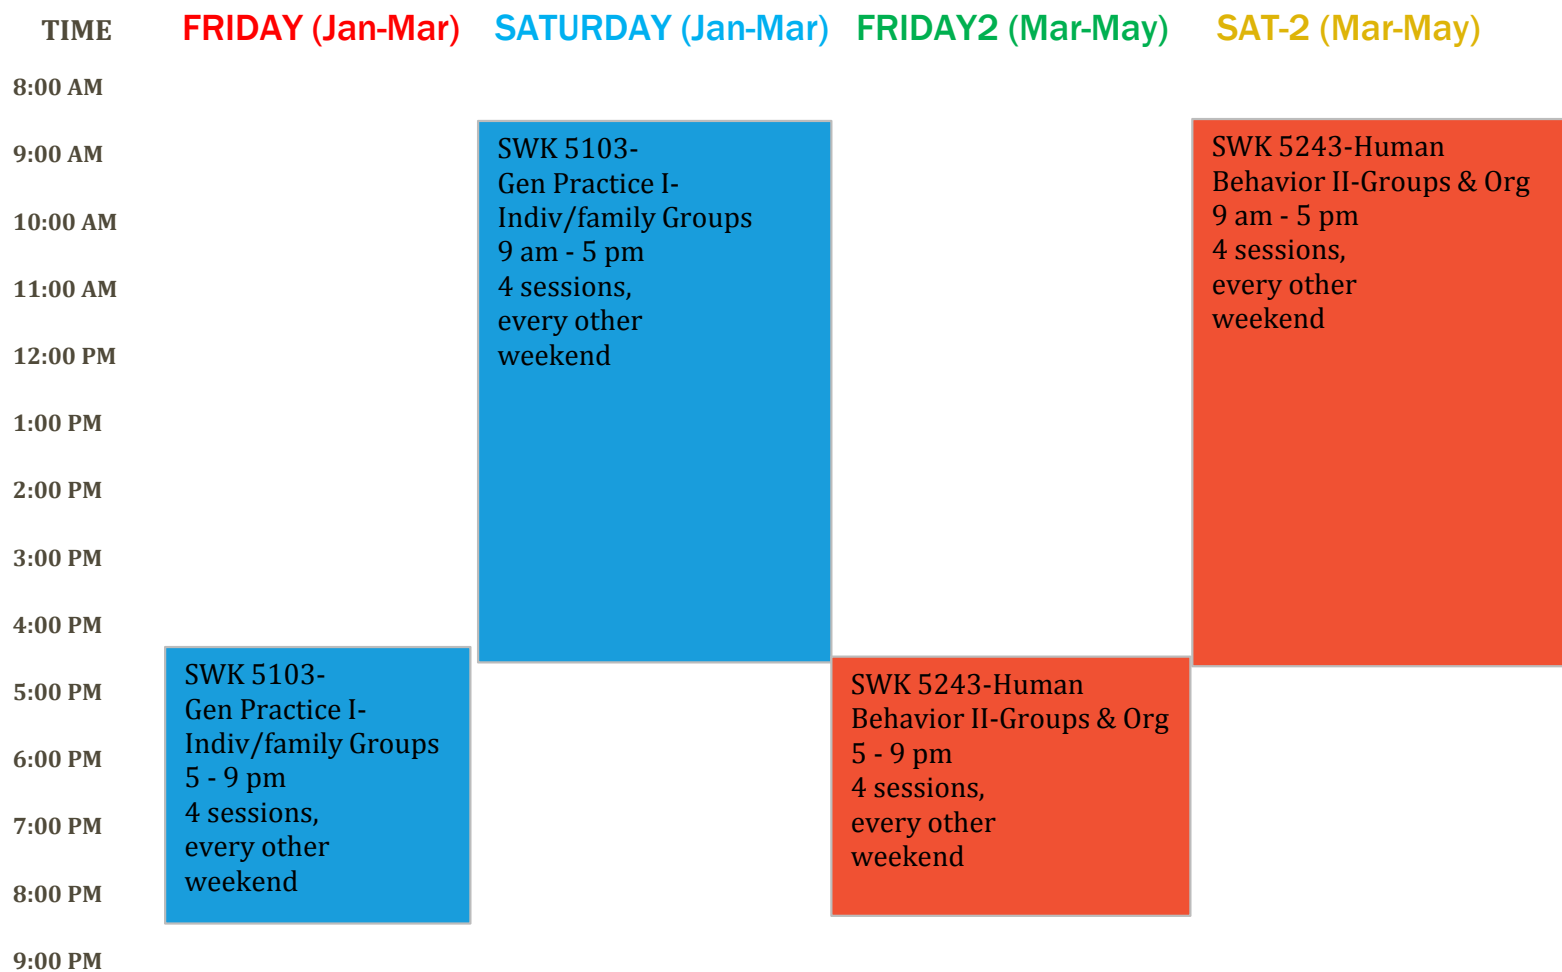 TIME FRIDAY (Jan-Mar) SATURDAY (Jan-Mar) FRIDAY2 (Mar-May) SAT-2 (Mar-May)
8:00 AM
9:00 AM
10:00 AM
11:00 AM
12:00 PM
1:00 PM
2:00 PM
3:00 PM
4:00 PM
5:00 PM
6:00 PM
7:00 PM
8:00 PM
9:00 PM
SWK 5103-
Gen Practice I-
Indiv/family Groups
5 - 9 pm
4 sessions,
every other
weekend
SWK 5103-
Gen Practice I-
Indiv/family Groups
9 am - 5 pm
4 sessions,
every other
weekend
SWK 5243-Human
Behavior II-Groups & Org
5 - 9 pm
4 sessions,
every other
weekend
SWK 5243-Human
Behavior II-Groups & Org
9 am - 5 pm
4 sessions,
every other
weekend